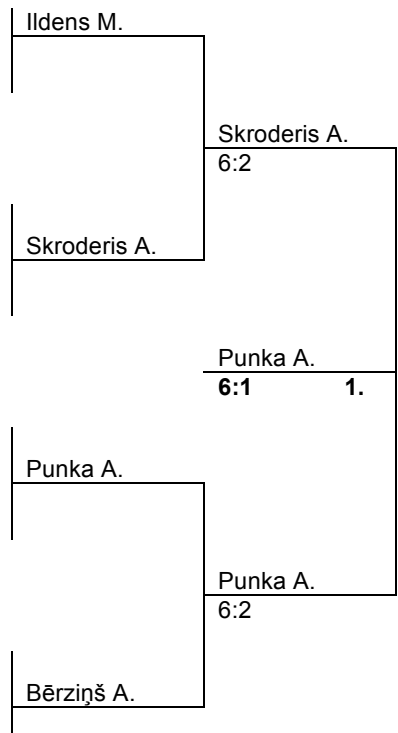 Ildens M.
Skroderis A.
6:2
Skroderis A.
Punka A.
6:1 1.
Punka A.
Punka A.
6:2
Bērziņš A.